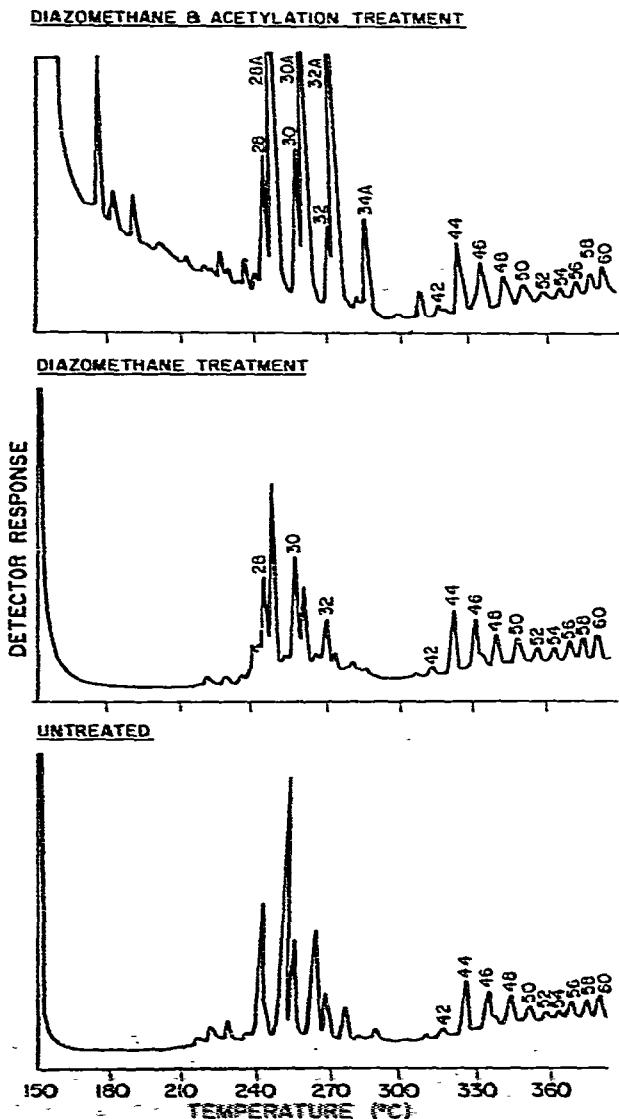 DIAZOMETHANE & ACETYLATION TREATMENT
28 28A 30 30A 32 32A 34A 42 44 46 48 50 52 54 56 58 60
DIAZOMETHANE TREATMENT
28 30 32 42 44 46 48 50 52 54 56 58 60
DETECTOR RESPONSE
UNTREATED
42 44 46 48 50 52 54 56 58 60
150 180 210 240 270 300 330 360
TEMPERATURE (°C)